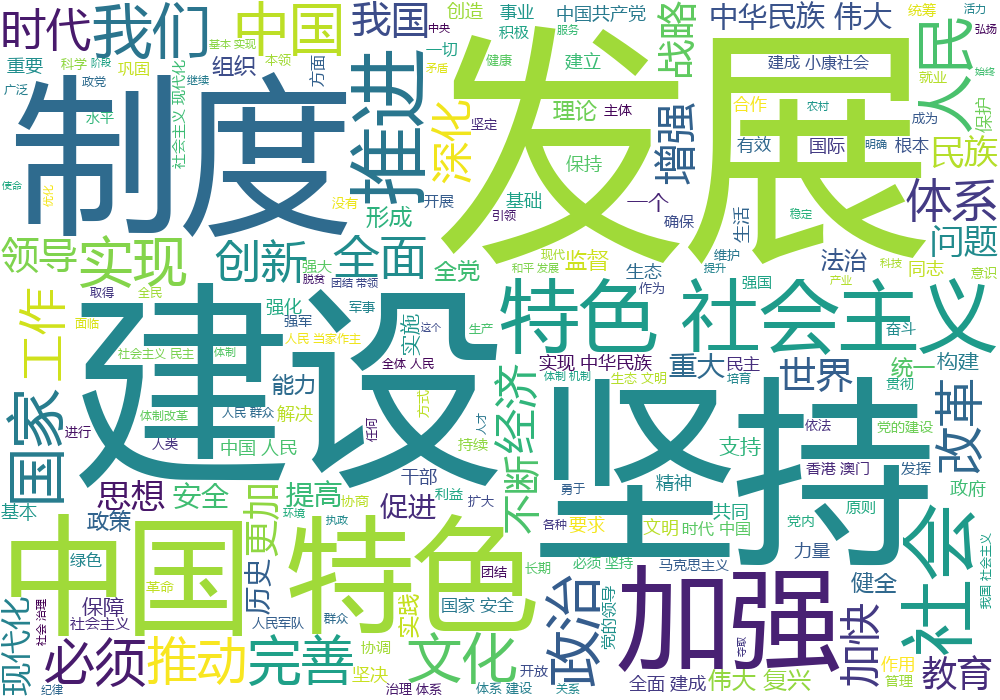 时代
我们
中国
我国
创造
事业
积极
中国共产党
服务
战略
中华民族 伟大
统筹
活力
弘扬
重要
科学
阶段
巩固
基本 实现
本领
组织
方面
中央
一切
矛盾
健康
建立
建成 小康社会
就业
始终
人民
广泛
政党
社会主义 现代化
继续
水平
制度
推进
深化
坚定
理论
主体
发展
增强
合作
农村
成为
保护
保持
有效
国际
明确
根本
民族
使命
优化
没有
形成
开展
引领
基础
一个
确保
生活
稳定
体系
领导
实现
创新
全面
强大
脱贫
团结 带领
全党
现代
和平 发展
监督
生态
作为
维护
提升
法治
科技
同志
问题
意识
产业
强国
工作
取得
全民
面临
强化
强军
军事
实施
这个
生产
特色 社会主义
奋斗
建设
社会主义 民主
体制
人民 当家作主
全体 人民
实现 中华民族
重大
民主
世界
统一
构建
国家
能力
体制 机制
生态 文明
培育
贯彻
体制改革
人民 群众
解决
方式
人才
不断
经济
坚持
改革
进行
人类
中国 人民
任何
持续
支持
依法
党的建设
香港 澳门
发挥
思想
安全
更加
提高
环境
干部
协商
利益
扩大
促进
勇于
精神
共同
原则
政府
基本
政策
执政
各种
要求
文明
时代 中国
党内
力量
社会
我国 社会主义
中国 特色
绿色
革命
历史
团结
长期
必须 坚持
马克思主义
健全
现代化
社会 治理
保障
社会主义
人民军队
群众
实践
国家 安全
政治
党的领导
加强
夺取
加快
必须
推动
完善
协调
坚决
文化
开放
作用
管理
教育
纪律
治理 体系
体系 建设
关系
全面 建成
伟大 复兴